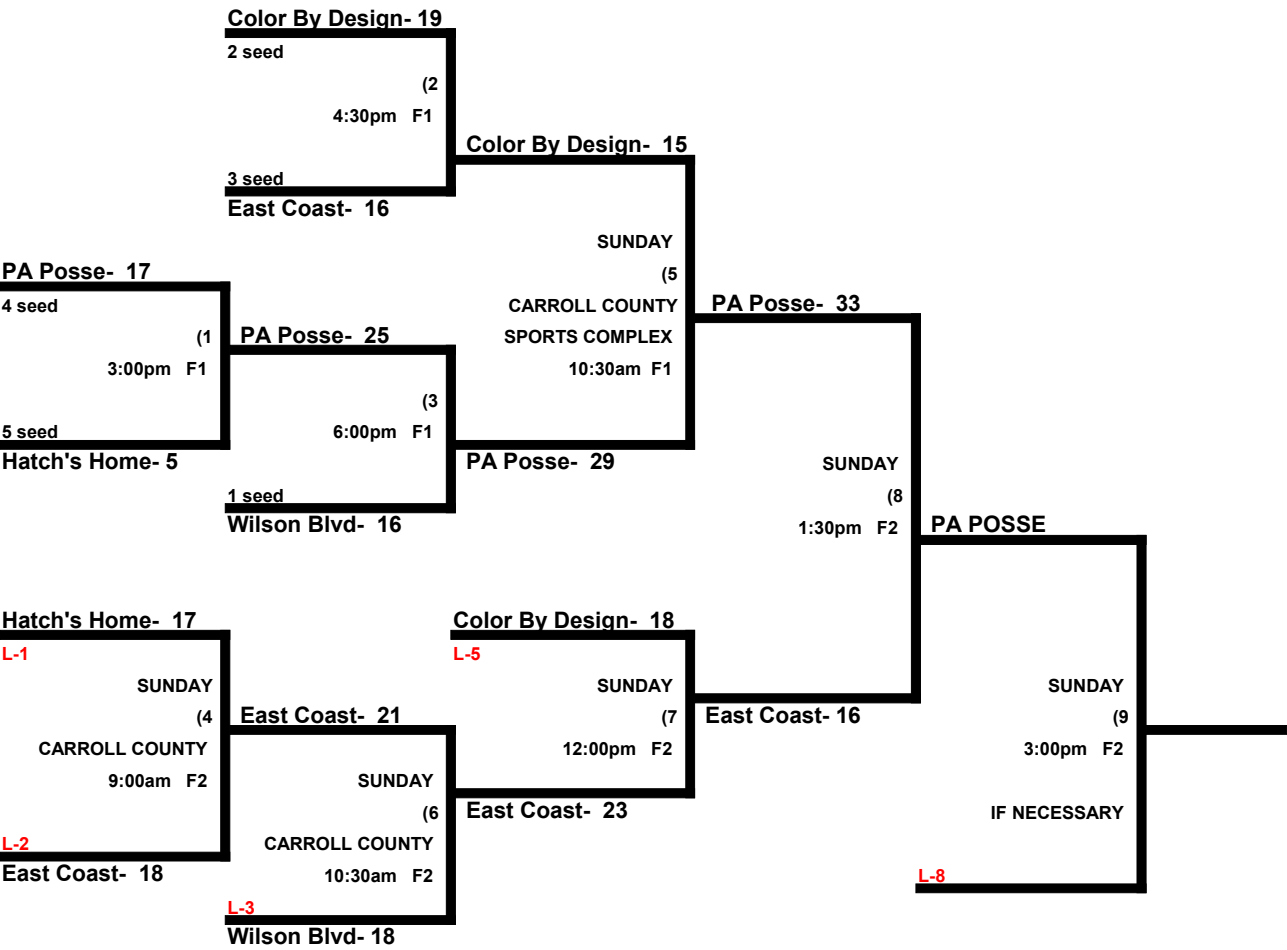 Color By Design- 19
2 seed
(2
4:30pm F1
Color By Design- 15
3 seed
East Coast- 16
SUNDAY
PA Posse- 17
(5
4 seed
CARROLL COUNTY
PA Posse- 33
(1
PA Posse- 25
SPORTS COMPLEX
3:00pm F1
10:30am F1
(3
5 seed
6:00pm F1
Hatch's Home- 5
PA Posse- 29
SUNDAY
1 seed
(8
Wilson Blvd- 16
1:30pm F2
PA POSSE
Hatch's Home- 17
Color By Design- 18
L-1
L-5
SUNDAY
SUNDAY
SUNDAY
(4
East Coast- 21
(7
East Coast- 16
(9
CARROLL COUNTY
12:00pm F2
3:00pm F2
9:00am F2
SUNDAY
(6
East Coast- 23
IF NECESSARY
L-2
CARROLL COUNTY
East Coast- 18
10:30am F2
L-8
L-3
Wilson Blvd- 18